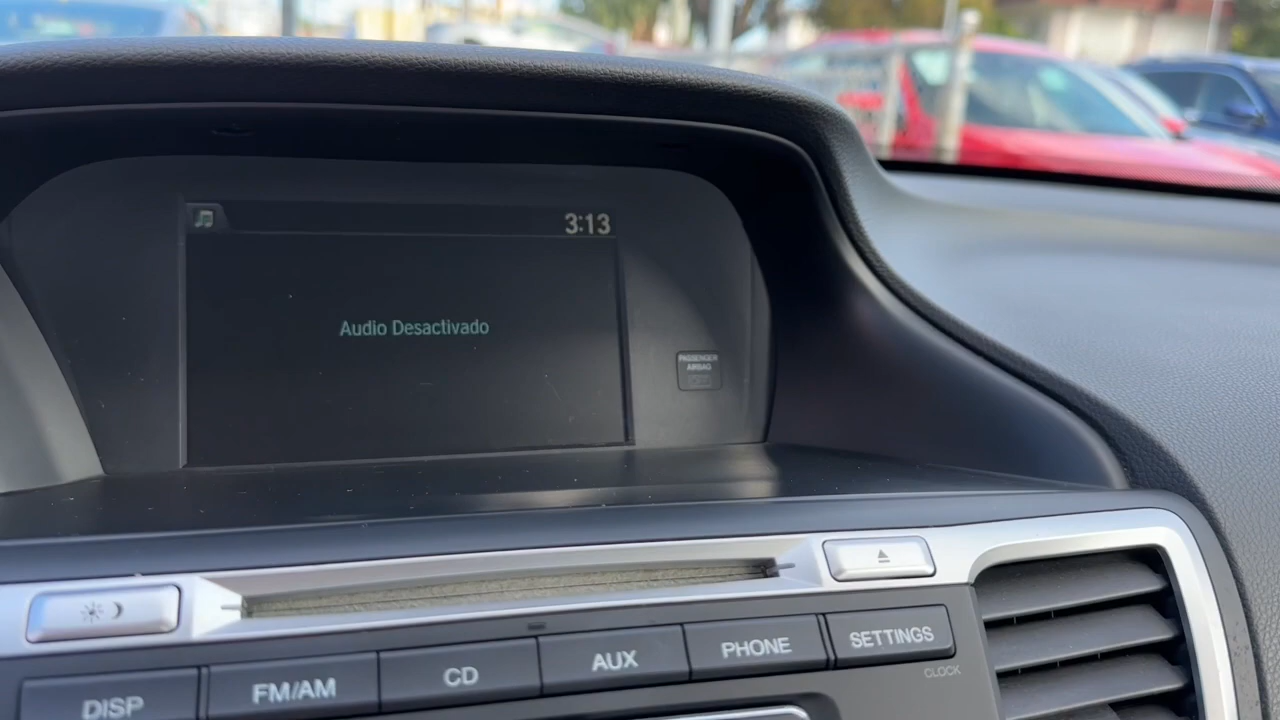 3:13
Audio Desactivado
PASSENGER
AIRBAG
DISP
FM/AM
CD
AUX
PHONE
SETTINGS
CLOCK